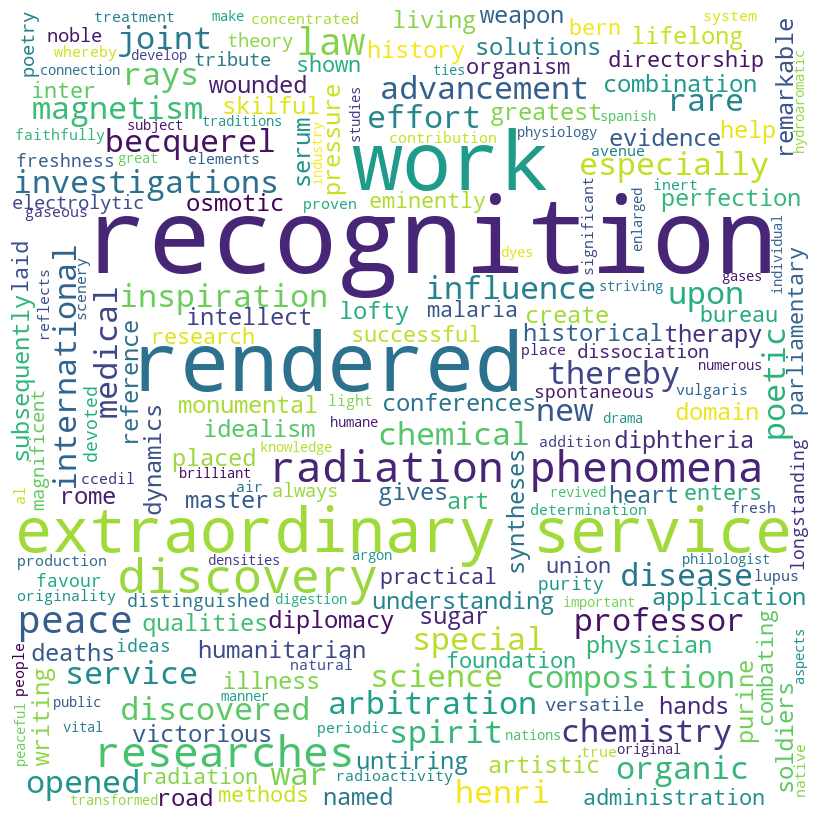 treatment make concentrated system
noble joint law living weapon bern lifelong
poetry whereby develop theory history solutions shown
connection rays tribute organism directorship
inter wounded advancement combination remarkable hydroaromatic
magnetism skilful effort ties studies spanish rare
faithfully subject traditions greatest
becquerel serum pressure contribution physiology evidence help
freshness great elements industry work avenue especially
investigations eminently inert
electrolytic osmotic proven perfection
gaseous
recognition
dyes significant enlarged individual
subsequently laid reflects scenery international medical inspiration influence striving upon
lofty malaria create bureau
intellect historical therapy parliamentary
research successful
reference rendered place dissociation numerous
thereby
spontaneous vulgaris poetic
magnificent devoted monumental light conferences new domain
dynamics idealism humane chemical drama
knowledge addition diphtheria longstanding
ccedil placed brilliant radiation phenomena
al rome master air always gives art syntheses revived heart enters
determination fresh
extraordinary service
production discovery densities argon union philologist
favour practical purity disease lupus
originality distinguished digestion understanding important application
peace qualities diplomacy sugar professor
deaths ideas humanitarian special physician
people service natural foundation purine combating aspects
writing illness science composition
public manner discovered arbitration versatile hands
peaceful vital victorious periodic spirit nations chemistry soldiers
researches untiring true original
opened radiation war radioactivity artistic organic native
transformed road methods named henri administration